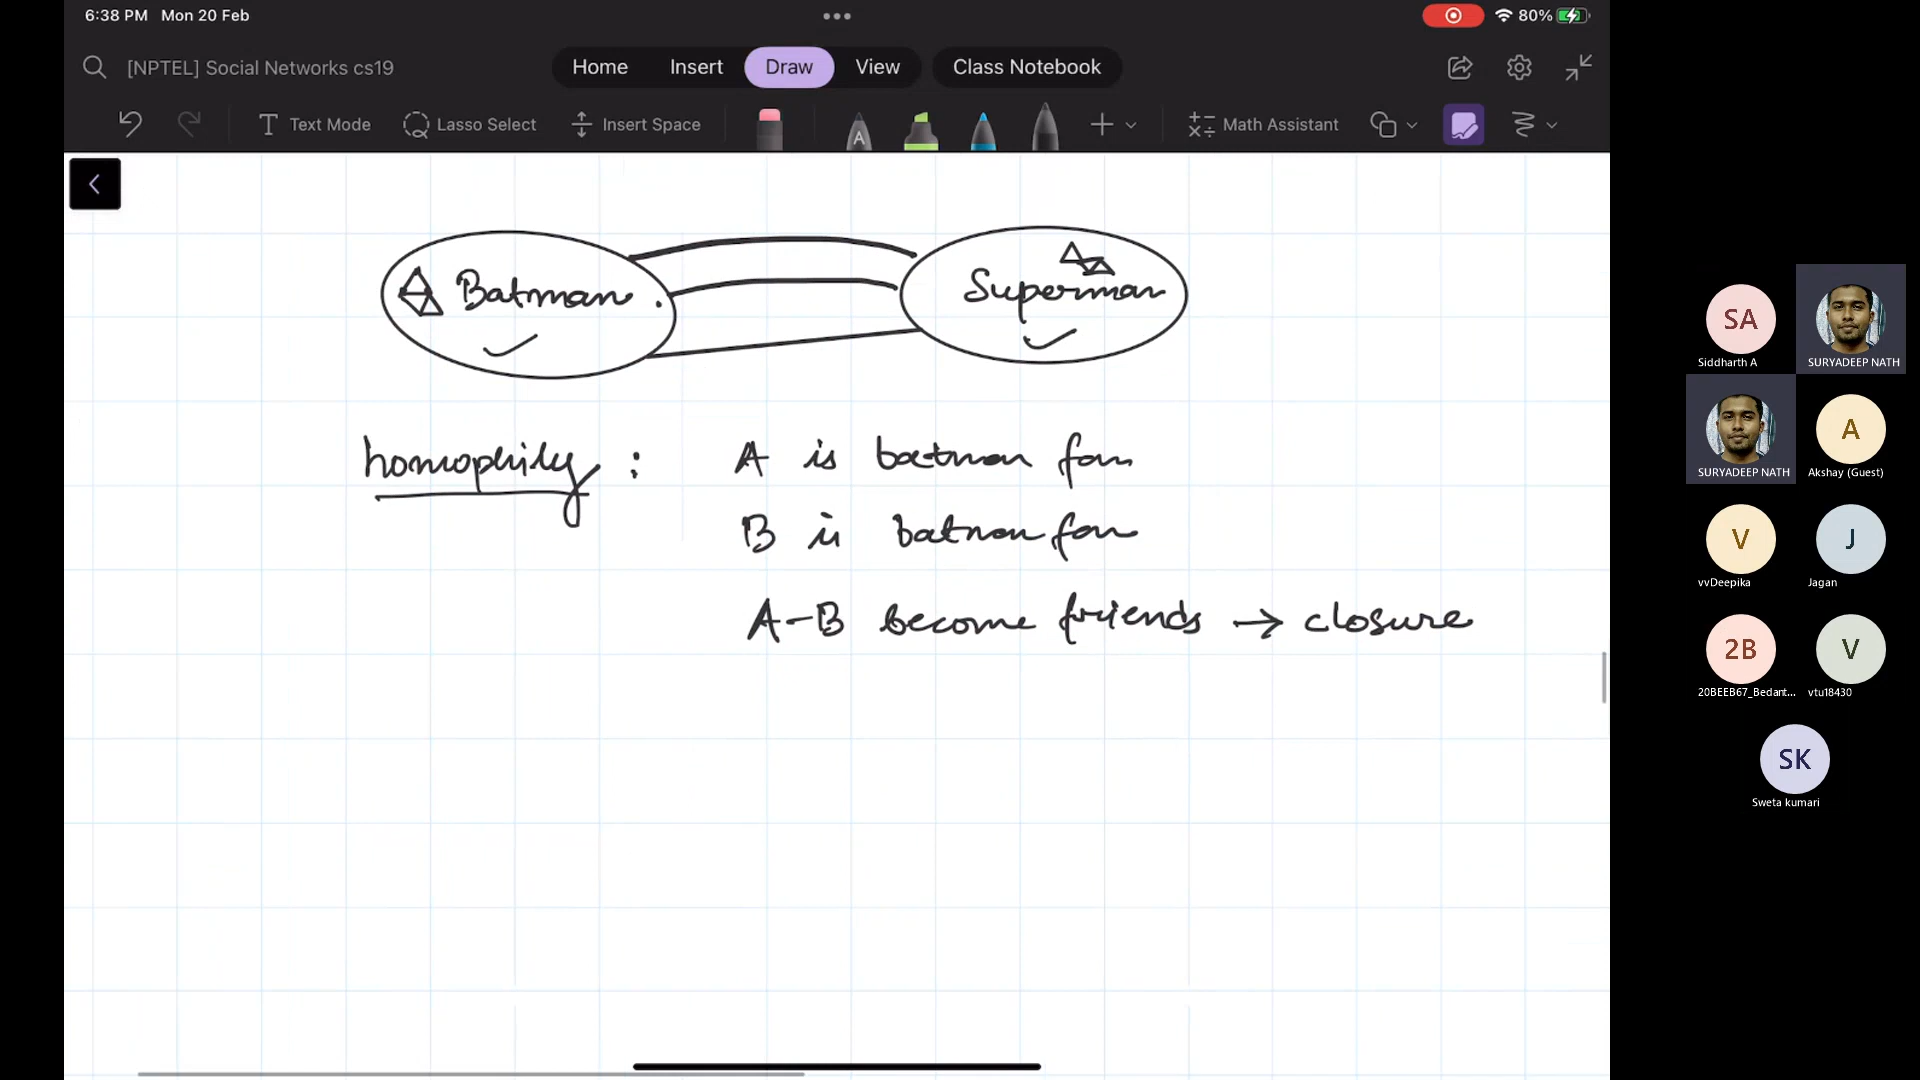 6:38 PM Mon 20 Feb
80%
[NPTEL] Social Networks cs19
Home Insert Draw View Class Notebook
Text Mode Lasso Select Insert Space A Math Assistant
Batman Superman
homophily : A is batman fan
B is batman fan
A-B become friends → closure
SA
Siddharth A SURYADEEP NATH
A
SURYADEEP NATH Akshay (Guest)
V J
vvDeepika Jagan
2B V
20BEEB67_Bedant... vtu18430
SK
Sweta kumari